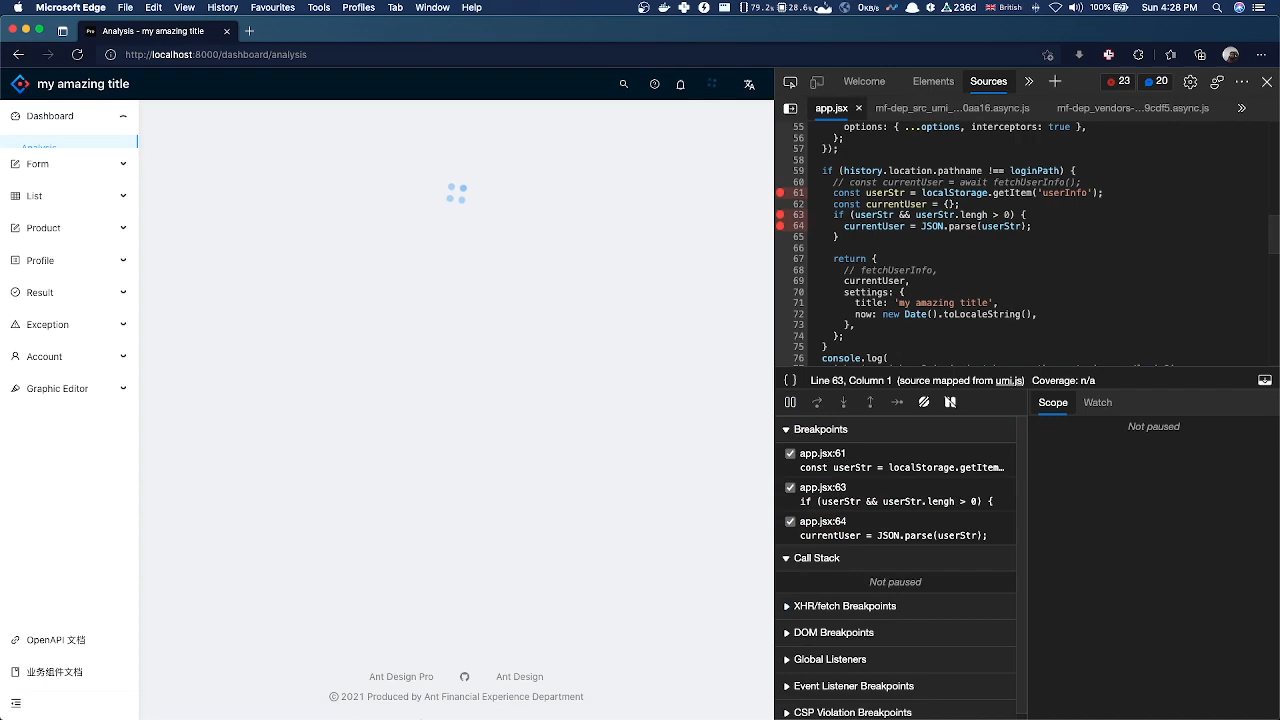 Microsoft Edge File Edit View History Favourites Tools Profiles Tab Window Help 79.2% 28.6% Okay 236d British 100% Sun 4:28 PM
Analysis - my amazing title
http://localhost:8000/dashboard/analysis
my amazing title
Dashboard
Analysis
Form
List
Product
Profile
Result
Exception
Account
Graphic Editor
OpenAPI 文档
业务组件文档
Ant Design Pro Ant Design
© 2021 Produced by Ant Financial Experience Department
Welcome Elements Sources 23 20
app.jsx mf-dep_src_umi_...0aa16.async.js mf-dep_vendors-...9cdf5.async.js
55 options: { ...options, interceptors: true },
56 };
57 });
58
59 if (history.location.pathname !== loginPath) {
60 // const currentUser = await fetchUserInfo();
61 const userStr = localStorage.getItem('userInfo');
62 const currentUser = {};
63 if (userStr && userStr.lengh > 0) {
64 currentUser = JSON.parse(userStr);
65 }
66
67 return {
68 // fetchUserInfo,
69 currentUser,
70 settings: {
71 title: 'my amazing title',
72 now: new Date().toLocaleString(),
73 },
74 };
75 }
76 console.log(
{ } Line 63, Column 1 (source mapped from umi.js) Coverage: n/a
Scope Watch
Not paused
Breakpoints
app.jsx:61
const userStr = localStorage.getItem…
app.jsx:63
if (userStr && userStr.lengh > 0) {
app.jsx:64
currentUser = JSON.parse(userStr);
Call Stack
Not paused
XHR/fetch Breakpoints
DOM Breakpoints
Global Listeners
Event Listener Breakpoints
CSP Violation Breakpoints